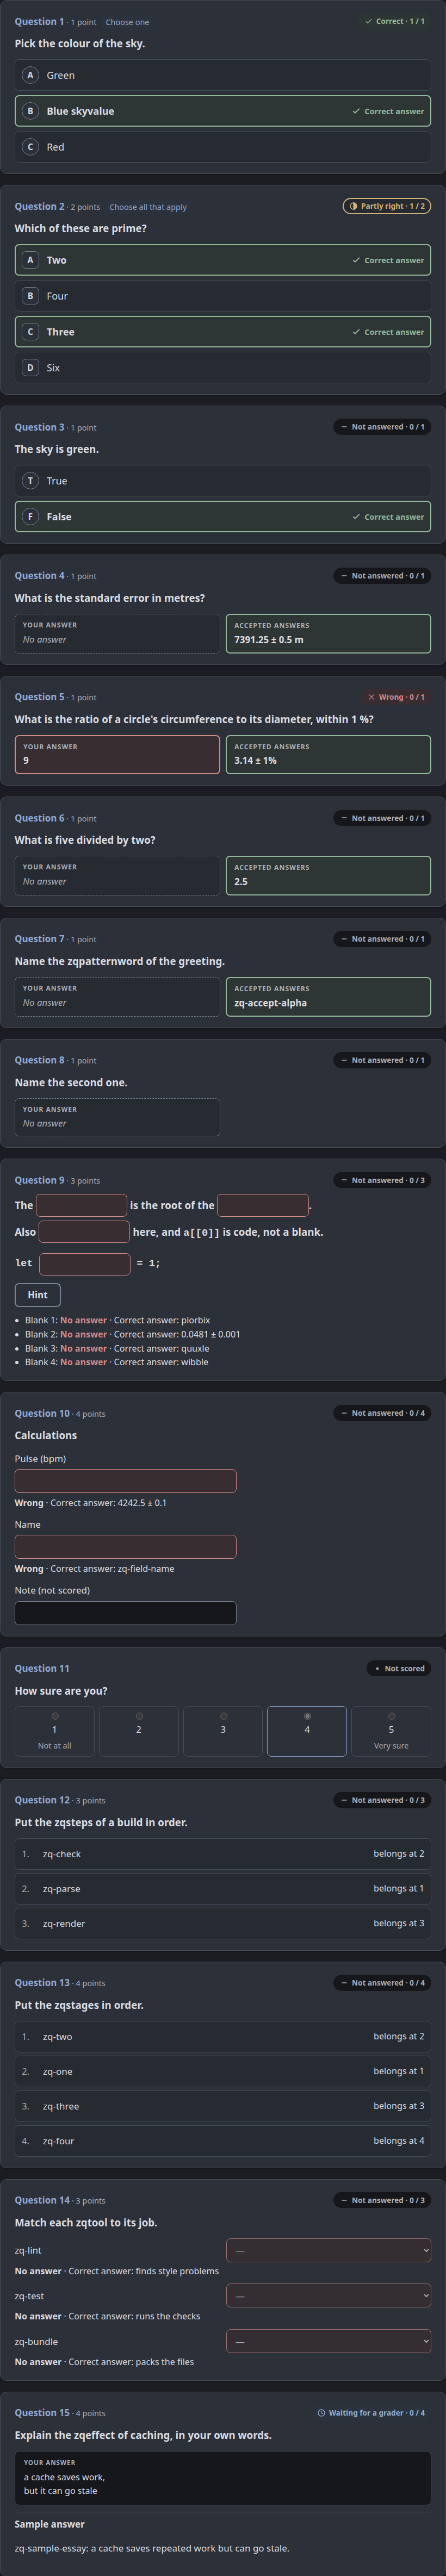 Question 1 · 1 point Choose one ✓ Correct · 1 / 1
Pick the colour of the sky.
A Green
B Blue skyvalue ✓ Correct answer
C Red
Question 2 · 2 points Choose all that apply Partly right · 1 / 2
Which of these are prime?
A Two ✓ Correct answer
B Four
C Three ✓ Correct answer
D Six
Question 3 · 1 point – Not answered · 0 / 1
The sky is green.
T True
F False ✓ Correct answer
Question 4 · 1 point – Not answered · 0 / 1
What is the standard error in metres?
YOUR ANSWER ACCEPTED ANSWERS
No answer 7391.25 ± 0.5 m
Question 5 · 1 point × Wrong · 0 / 1
What is the ratio of a circle's circumference to its diameter, within 1 %?
YOUR ANSWER ACCEPTED ANSWERS
9 3.14 ± 1%
Question 6 · 1 point – Not answered · 0 / 1
What is five divided by two?
YOUR ANSWER ACCEPTED ANSWERS
No answer 2.5
Question 7 · 1 point – Not answered · 0 / 1
Name the zqpatternword of the greeting.
YOUR ANSWER ACCEPTED ANSWERS
No answer zq-accept-alpha
Question 8 · 1 point – Not answered · 0 / 1
Name the second one.
YOUR ANSWER
No answer
Question 9 · 3 points – Not answered · 0 / 3
The is the root of the .
Also here, and a[[0]] is code, not a blank.
let = 1;
Hint
• Blank 1: No answer · Correct answer: plorbix
• Blank 2: No answer · Correct answer: 0.0481 ± 0.001
• Blank 3: No answer · Correct answer: quuxle
• Blank 4: No answer · Correct answer: wibble
Question 10 · 4 points – Not answered · 0 / 4
Calculations
Pulse (bpm)
Wrong · Correct answer: 4242.5 ± 0.1
Name
Wrong · Correct answer: zq-field-name
Note (not scored)
Question 11 • Not scored
How sure are you?
1 2 3 4 5
Not at all Very sure
Question 12 · 3 points – Not answered · 0 / 3
Put the zqsteps of a build in order.
1. zq-check belongs at 2
2. zq-parse belongs at 1
3. zq-render belongs at 3
Question 13 · 4 points – Not answered · 0 / 4
Put the zqstages in order.
1. zq-two belongs at 2
2. zq-one belongs at 1
3. zq-three belongs at 3
4. zq-four belongs at 4
Question 14 · 3 points – Not answered · 0 / 3
Match each zqtool to its job.
zq-lint —
No answer · Correct answer: finds style problems
zq-test —
No answer · Correct answer: runs the checks
zq-bundle —
No answer · Correct answer: packs the files
Question 15 · 4 points Waiting for a grader · 0 / 4
Explain the zqeffect of caching, in your own words.
YOUR ANSWER
a cache saves work,
but it can go stale
Sample answer
zq-sample-essay: a cache saves repeated work but can go stale.